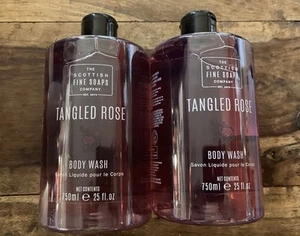 THE
SCOTTISH
FINE SOAPS
COMPANY
TANGLED ROSE
BODY WASH
Savon Liquide pour le Corps
NET CONTENTS
750ml e 25 fl.oz
THE
SCOTTISH
FINE SOAPS
COMPANY
TANGLED ROSE
BODY WASH
Savon Liquide pour le Corps
NET CONTENTS
750ml e 25 fl.oz